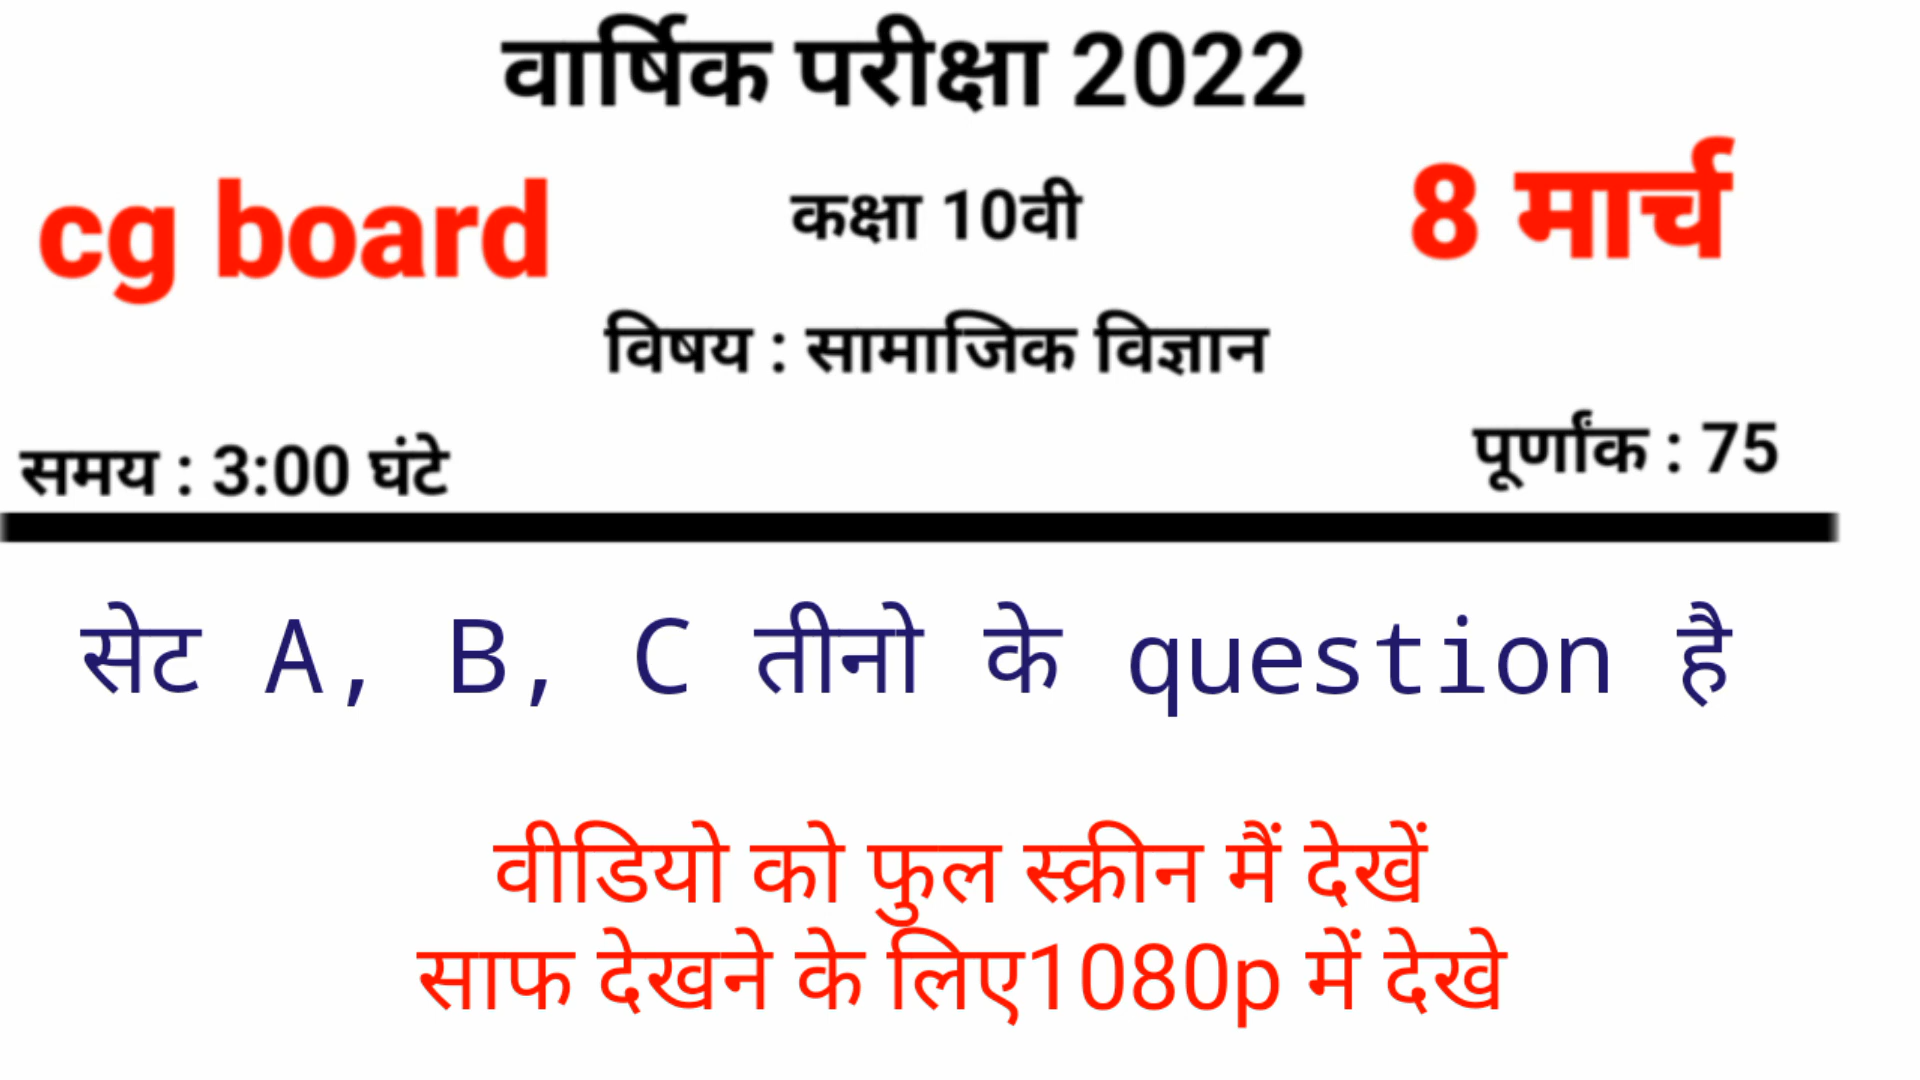 वार्षिक परीक्षा 2022
cg board
कक्षा 10वी
8 मार्च
विषय : सामाजिक विज्ञान
समय : 3:00 घंटे
पूर्णांक : 75
सेट A, B, C तीनो के question है
वीडियो को फुल स्क्रीन मैं देखें
साफ देखने के लिए1080p में देखे